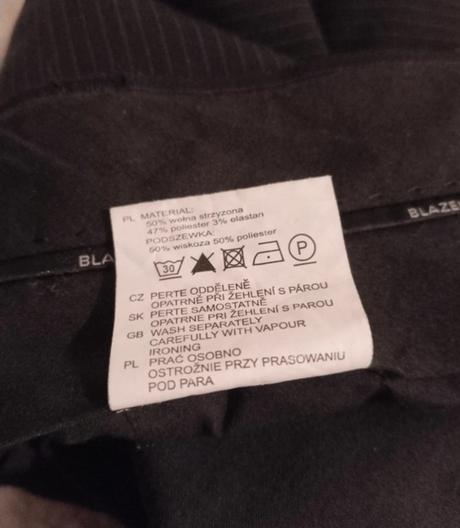 PL MATERIAL:
50% wełna strzyżona
47% poliester 3% elastan
PODSZEWKA:
50% wiskoza 50% poliester
30
P
BLA
BLAZE
CZ PERTE ODDĚLENĚ
OPATRNĚ PŘI ŽEHLENÍ S PÁROU
SK PERTE SAMOSTATNĚ
OPATRNE PRI ŽEHLENÍ S PAROU
GB WASH SEPARATELY
CAREFULLY WITH VAPOUR
IRONING
PL PRAĆ OSOBNO
OSTROŻNIE PRZY PRASOWANIU
POD PARA